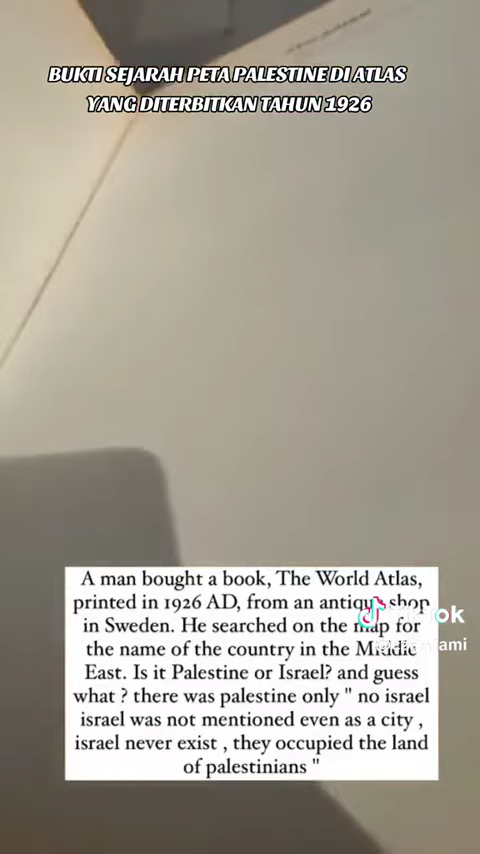 BUKTI SEJARAH PETA PALESTINE DI ATLAS
YANG DITERBITKAN TAHUN 1926
A man bought a book, The World Atlas,
printed in 1926 AD, from an antique shop
in Sweden. He searched on the map for
the name of the country in the Middle
East. Is it Palestine or Israel? and guess
what ? there was palestine only " no israel
israel was not mentioned even as a city ,
israel never exist , they occupied the land
of palestinians "